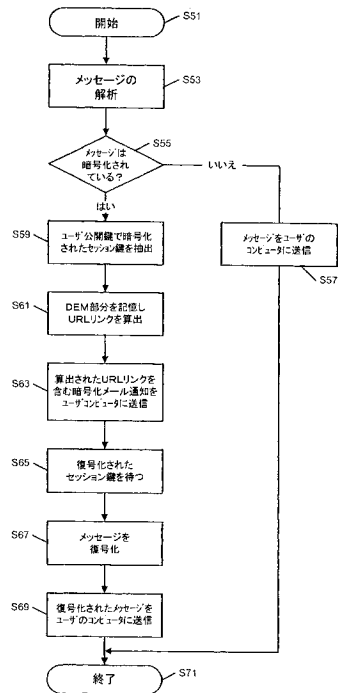 開始
S51
メッセージの
解析
S53
メッセージは
暗号化され
ている?
S55
いいえ
はい
メッセージをユーザの
コンピュータに送信
S57
S59
ユーザ公開鍵で暗号化
されたセッション鍵を抽出
S61
DEM部分を記憶し
URLリンクを算出
S63
算出されたURLリンクを
含む暗号化メール通知を
ユーザコンピュータに送信
S65
復号化された
セッション鍵を待つ
S67
メッセージを
復号化
S69
復号化されたメッセージを
ユーザのコンピュータに送信
終了
S71